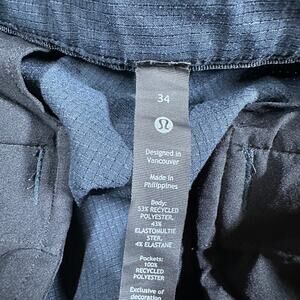 34
Designed in
Vancouver
Made in
Philippines
Body:
53% RECYCLED
POLYESTER,
43%
ELASTOMULTIE
STER,
4% ELASTANE
Pockets:
100%
RECYCLED
POLYESTER
Exclusive of
decoration